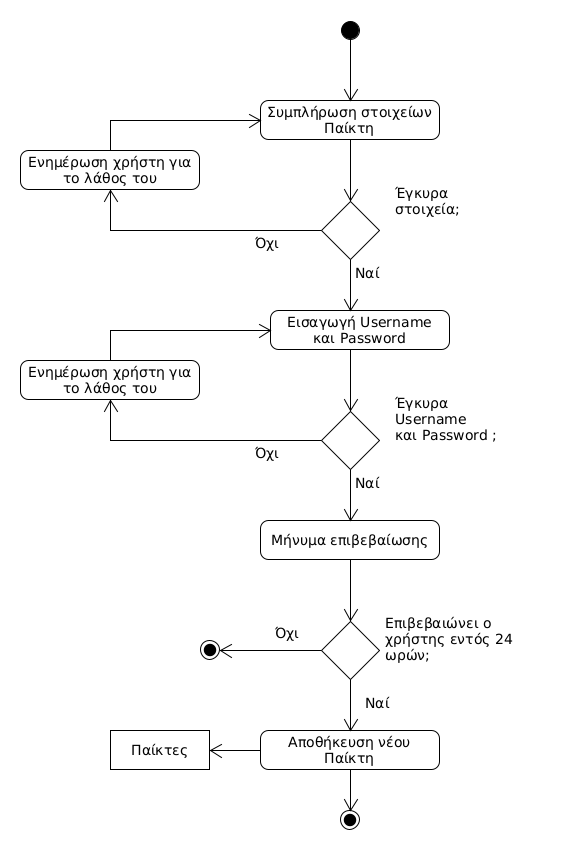 Συμπλήρωση στοιχείων
Παίκτη
Ενημέρωση χρήστη για
το λάθος του
Έγκυρα
στοιχεία;
Όχι
Ναί
Εισαγωγή Username
και Password
Ενημέρωση χρήστη για
το λάθος του
Έγκυρα
Username
και Password ;
Όχι
Ναί
Μήνυμα επιβεβαίωσης
Επιβεβαιώνει ο
χρήστης εντός 24
ωρών;
Όχι
Ναί
Αποθήκευση νέου
Παίκτη
Παίκτες